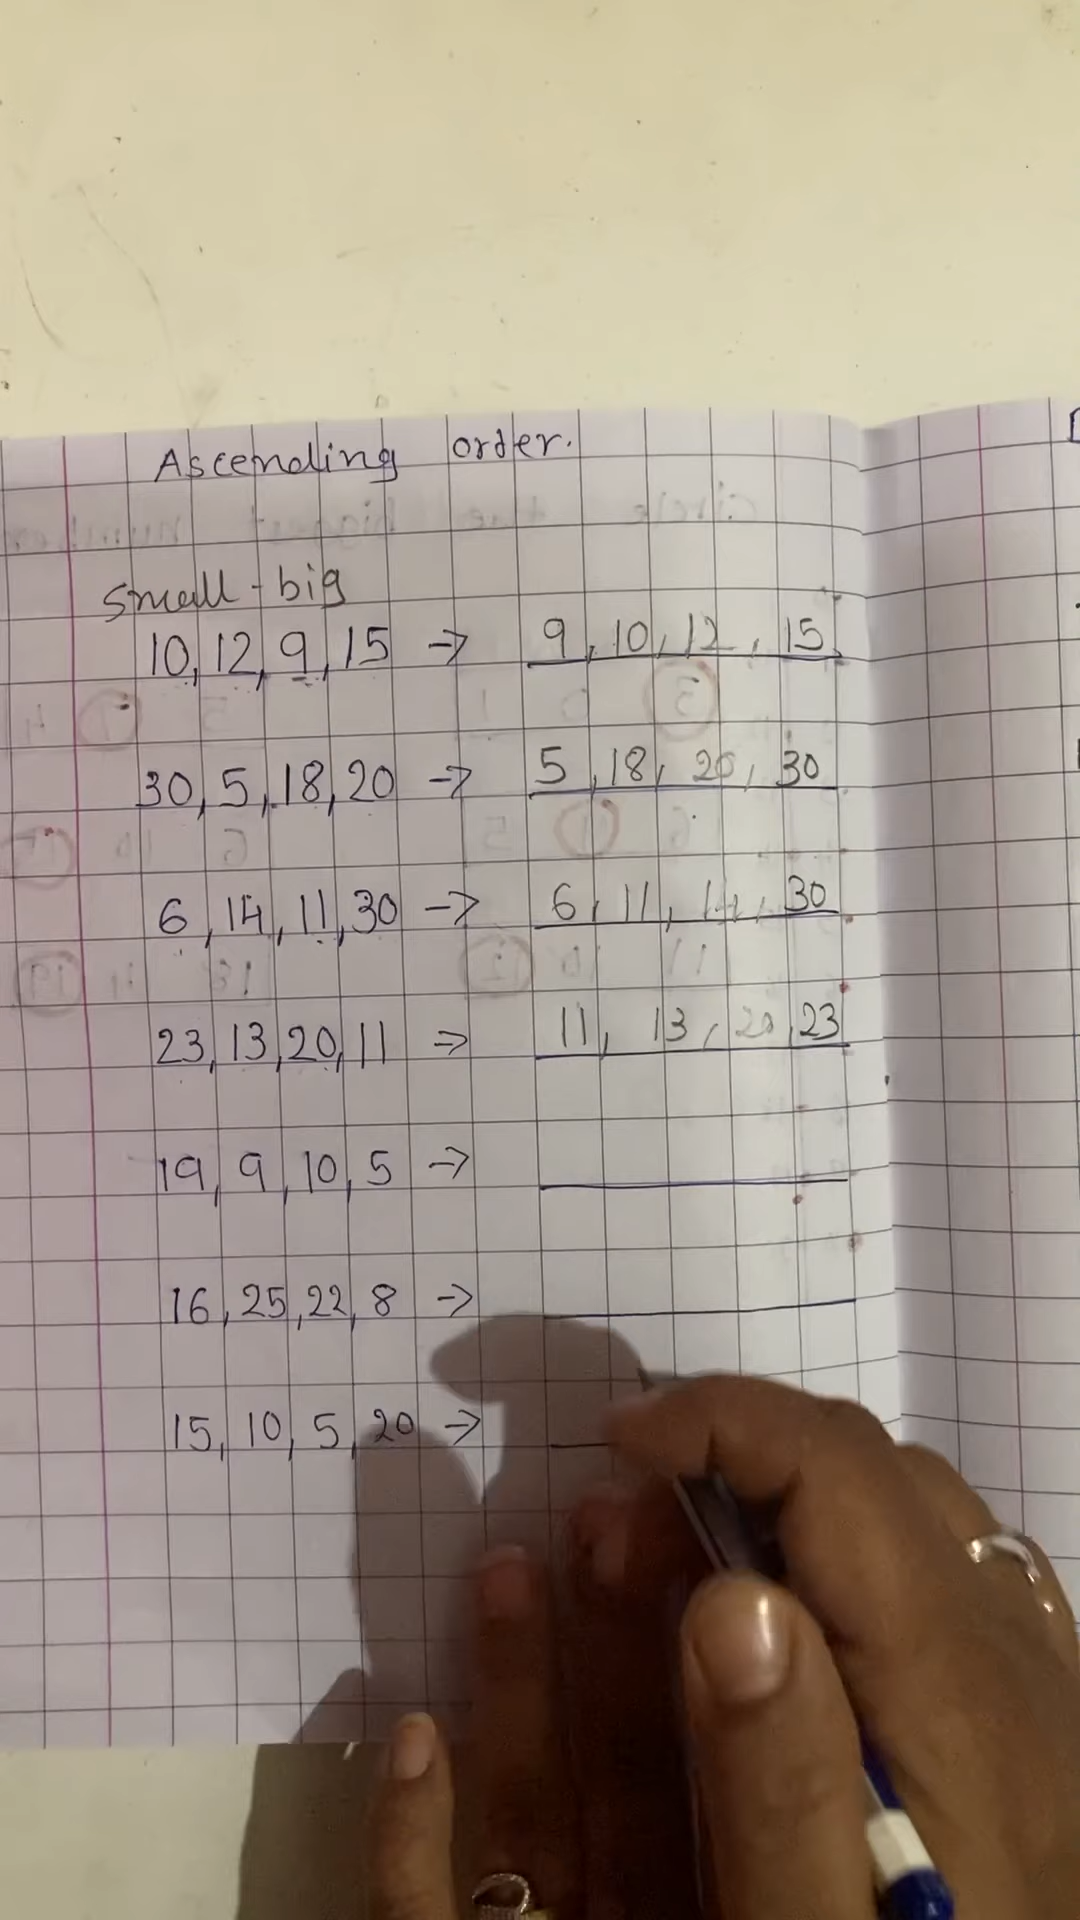 Ascending order.
Small - big
10, 12, 9, 15 → 9, 10, 12, 15
30, 5, 18, 20 → 5, 18, 20, 30
6, 14, 11, 30 → 6, 11, 14, 30
23, 13, 20, 11 → 11, 13, 20, 23
19, 9, 10, 5 →
16, 25, 22, 8 →
15, 10, 5, 20 →